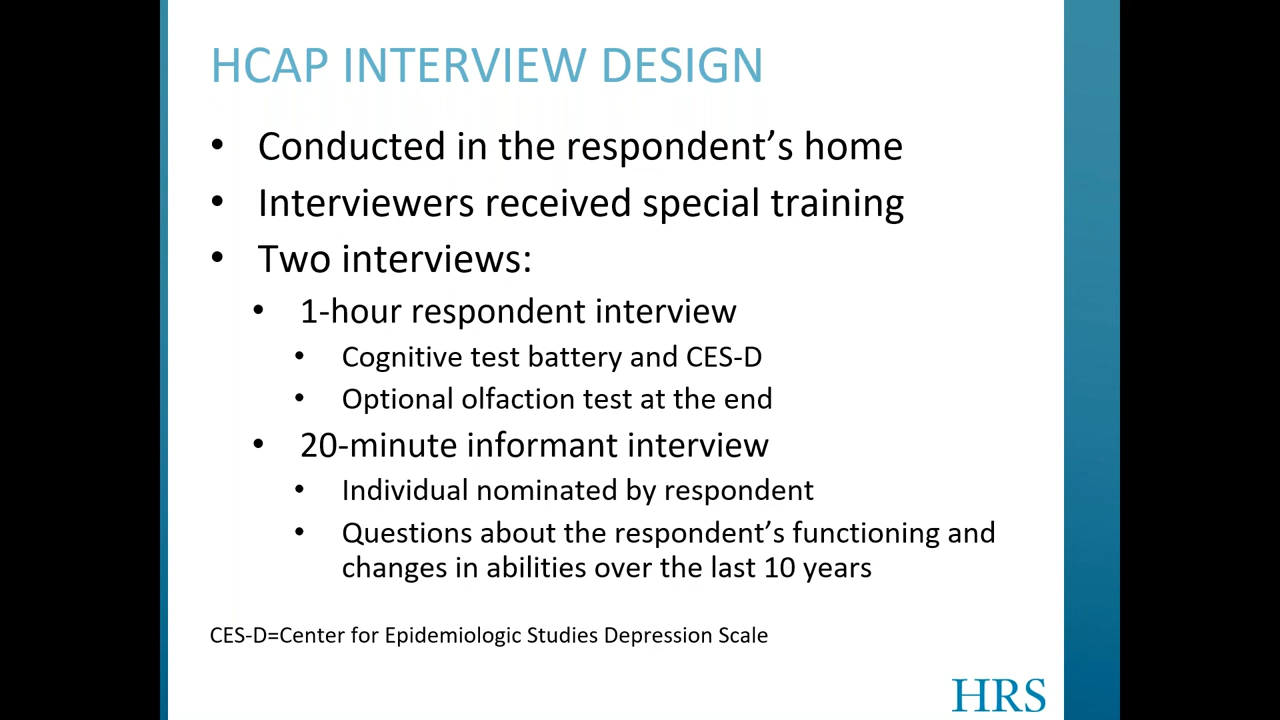 HCAP INTERVIEW DESIGN
• Conducted in the respondent’s home
• Interviewers received special training
• Two interviews:
• 1-hour respondent interview
• Cognitive test battery and CES-D
• Optional olfaction test at the end
• 20-minute informant interview
• Individual nominated by respondent
• Questions about the respondent’s functioning and
changes in abilities over the last 10 years
CES-D=Center for Epidemiologic Studies Depression Scale
HRS